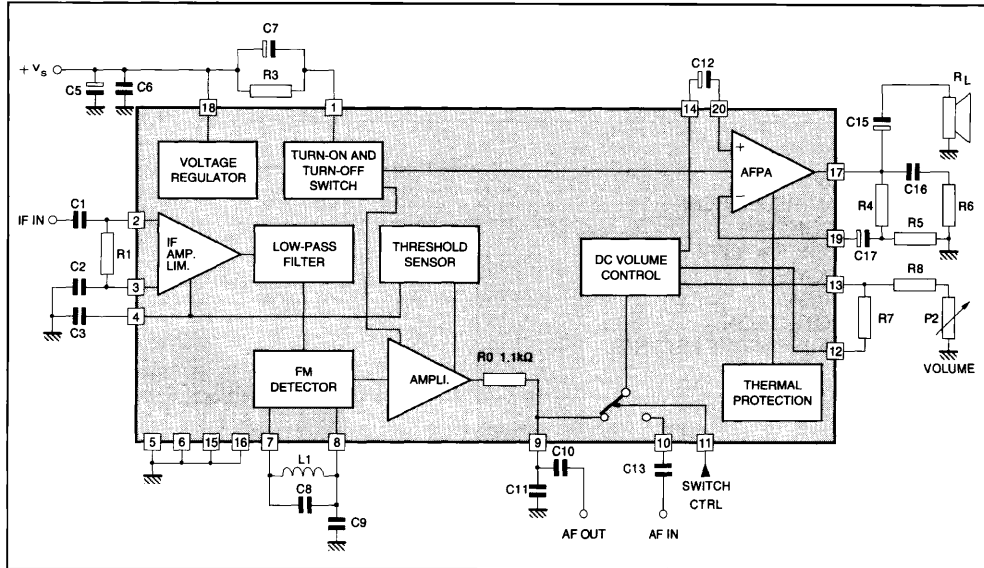 C7
+ Vs
R3
C5
C6
C12
RL
18
1
14
20
C15
VOLTAGE
REGULATOR
TURN-ON AND
TURN-OFF
SWITCH
+
AFPA
−
17
C16
IF IN
C1
2
R4
R6
R1
IF
AMP.
LIM.
LOW-PASS
FILTER
THRESHOLD
SENSOR
19
R5
C17
C2
3
DC VOLUME
CONTROL
13
R8
C3
4
R7
P2
R0 1.1kΩ
12
VOLUME
FM
DETECTOR
AMPLI.
THERMAL
PROTECTION
5
6
15
16
7
8
9
10
11
L1
C10
C13
SWITCH
CTRL
C8
C11
C9
AF OUT
AF IN